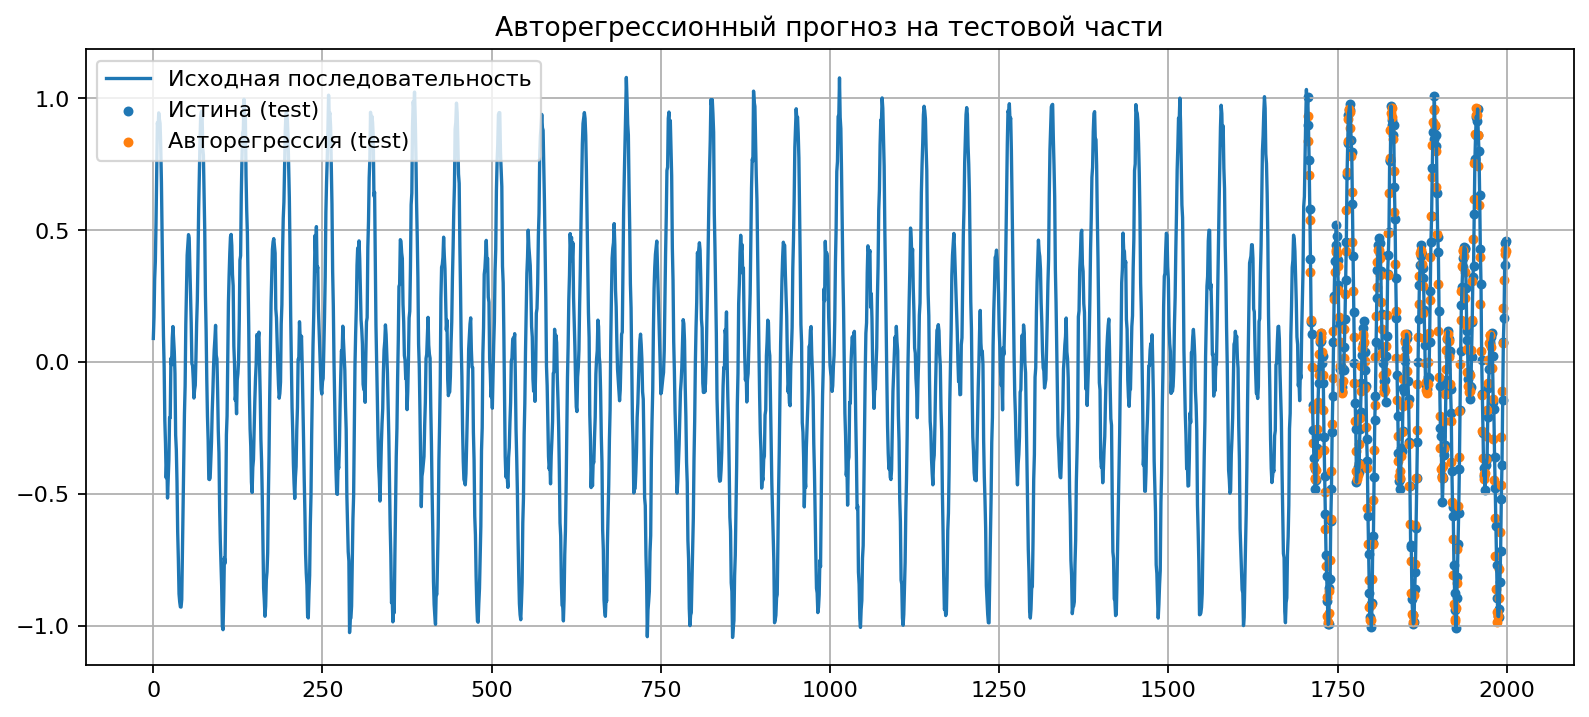 Авторегрессионный прогноз на тестовой части
Исходная последовательность
Истина (test)
Авторегрессия (test)
1.0
0.5
0.0
−0.5
−1.0
0 250 500 750 1000 1250 1500 1750 2000